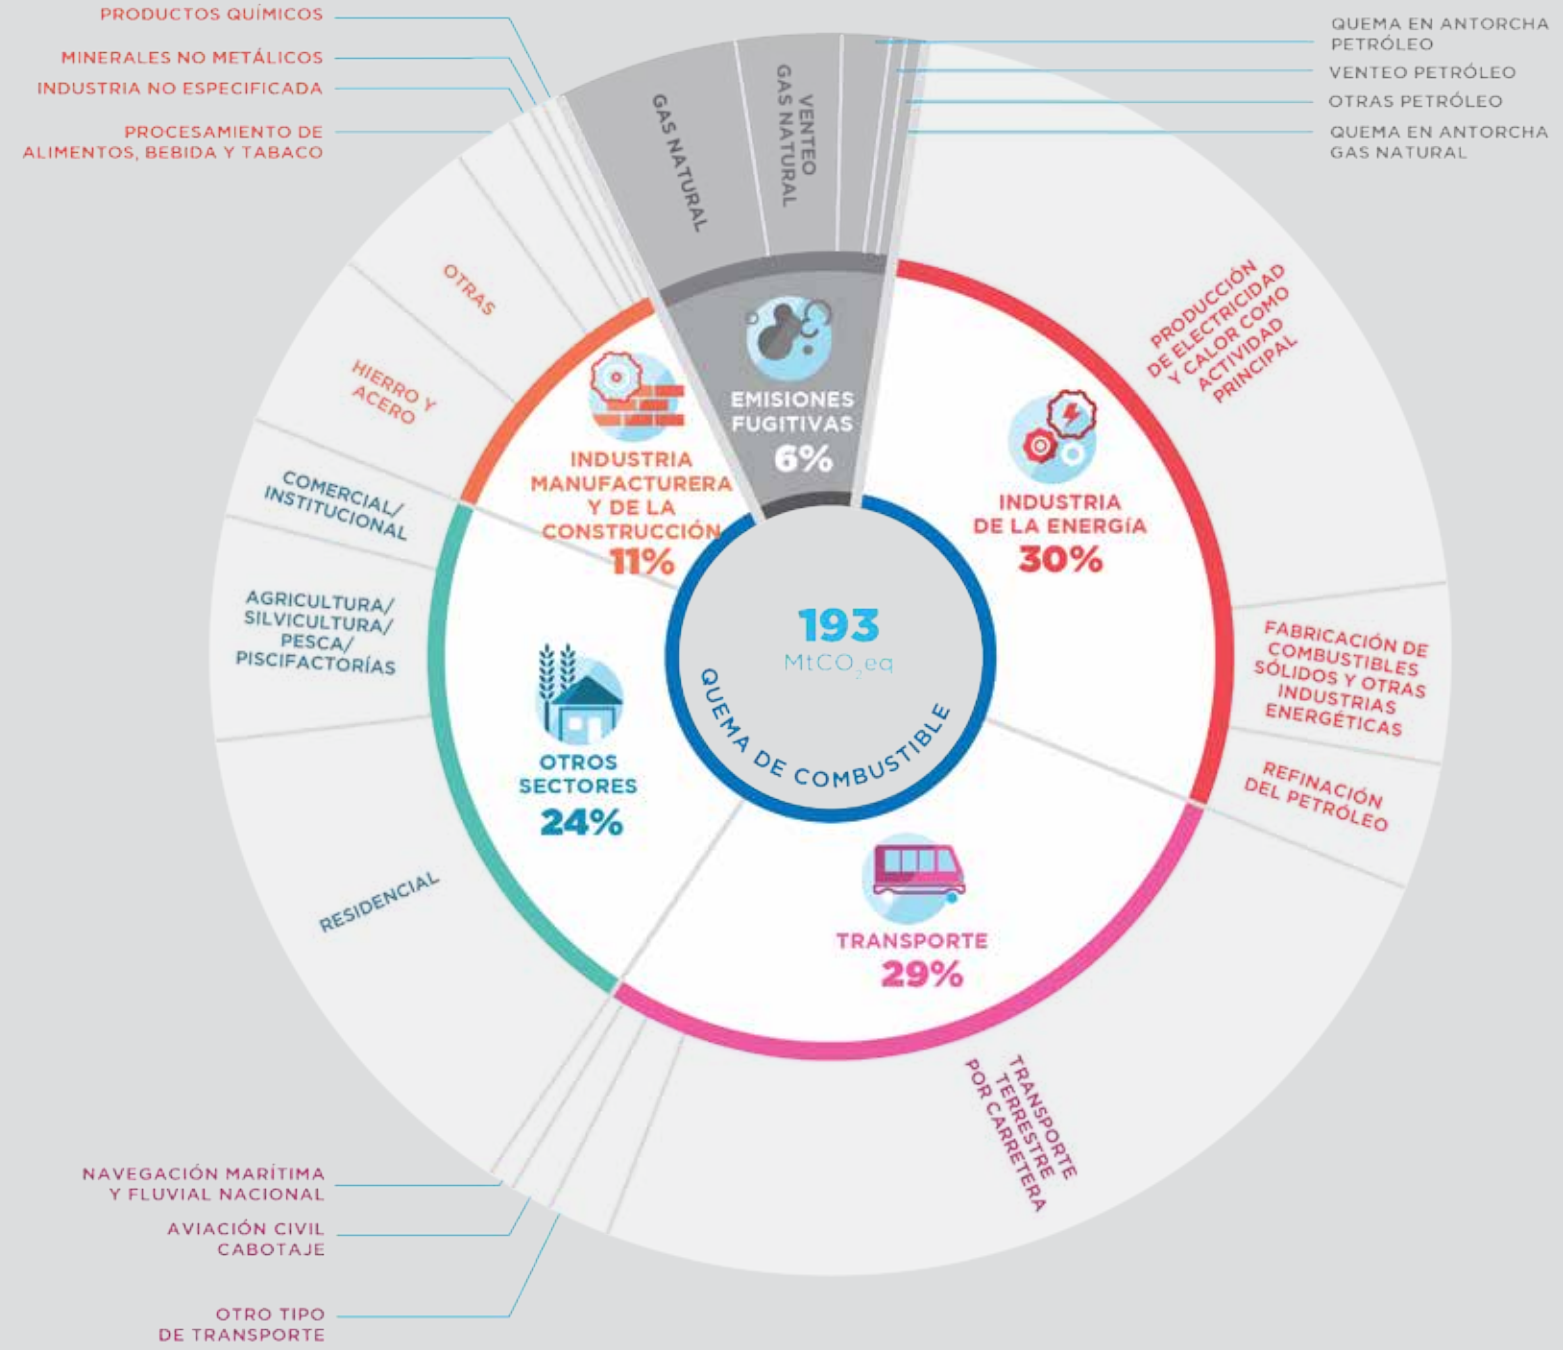 PRODUCTOS QUÍMICOS
MINERALES NO METÁLICOS
INDUSTRIA NO ESPECIFICADA
PROCESAMIENTO DE
ALIMENTOS, BEBIDA Y TABACO
QUEMA EN ANTORCHA
PETRÓLEO
VENTEO PETRÓLEO
OTRAS PETRÓLEO
QUEMA EN ANTORCHA
GAS NATURAL
GAS NATURAL
VENTEO
GAS NATURAL
EMISIONES
FUGITIVAS
6%
PRODUCCIÓN
DE ELECTRICIDAD
Y CALOR COMO
ACTIVIDAD
PRINCIPAL
INDUSTRIA
DE LA ENERGÍA
30%
FABRICACIÓN DE
COMBUSTIBLES
SÓLIDOS Y OTRAS
INDUSTRIAS
ENERGÉTICAS
REFINACIÓN
DEL PETRÓLEO
OTRAS
HIERRO Y
ACERO
INDUSTRIA
MANUFACTURERA
Y DE LA
CONSTRUCCIÓN
11%
COMERCIAL/
INSTITUCIONAL
AGRICULTURA/
SILVICULTURA/
PESCA/
PISCIFACTORÍAS
RESIDENCIAL
OTROS
SECTORES
24%
193
MtCO₂eq
QUEMA DE COMBUSTIBLE
TRANSPORTE
29%
TRANSPORTE
TERRESTRE
POR CARRETERA
NAVEGACIÓN MARÍTIMA
Y FLUVIAL NACIONAL
AVIACIÓN CIVIL
CABOTAJE
OTRO TIPO
DE TRANSPORTE